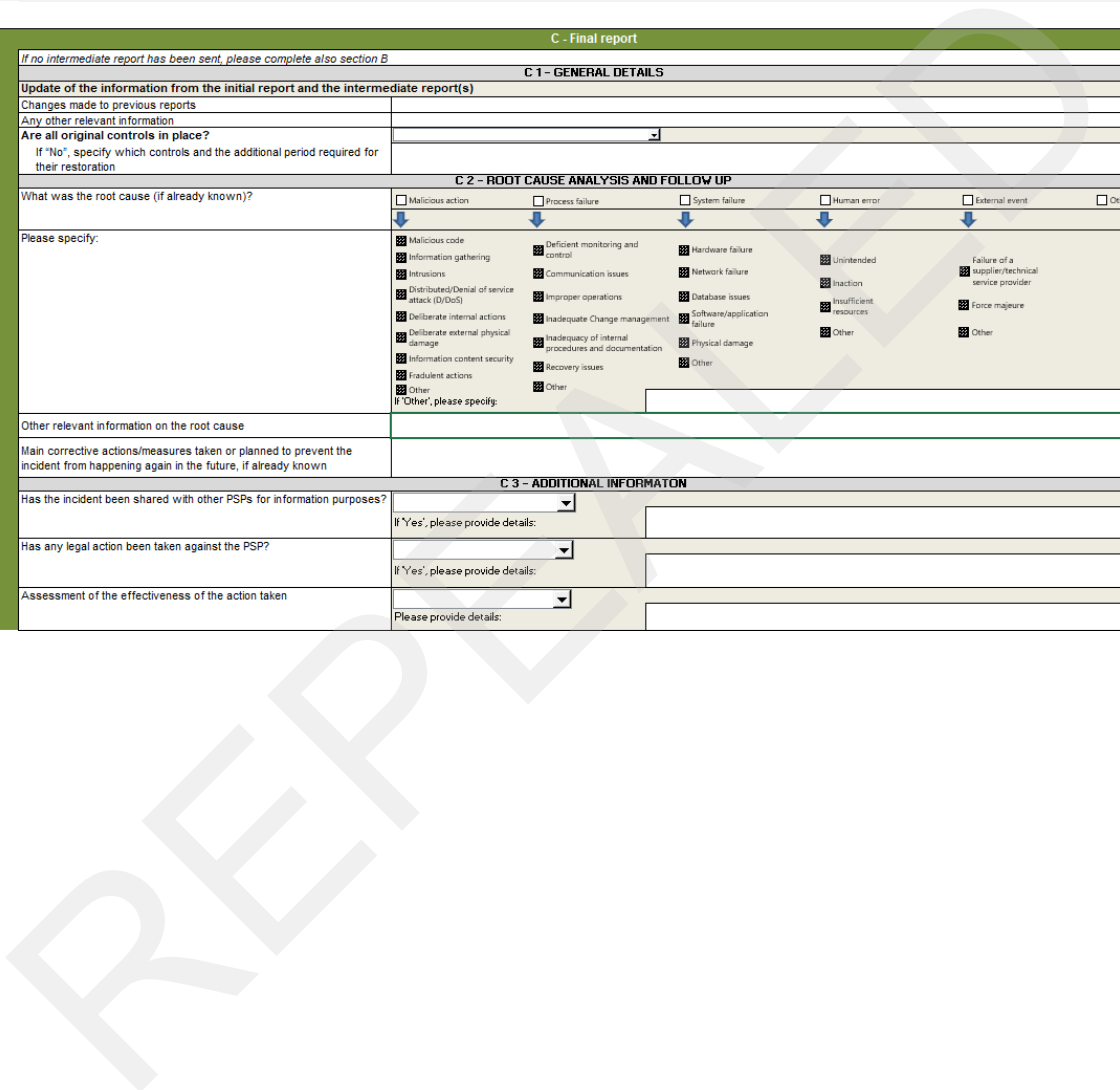 C - Final report
If no intermediate report has been sent, please complete also section B
C 1 – GENERAL DETAILS
Update of the information from the initial report and the intermediate report(s)
Changes made to previous reports
Any other relevant information
Are all original controls in place?
If "No", specify which controls and the additional period required for
their restoration
C 2 – ROOT CAUSE ANALYSIS AND FOLLOW UP
What was the root cause (if already known)?
Malicious action
Process failure
System failure
Human error
External event
Please specify:
Malicious code
Information gathering
Intrusions
Distributed/Denial of service
attack (D/DoS)
Deliberate internal actions
Deliberate external physical
damage
Information content security
Fradulent actions
Other
Deficient monitoring and
control
Communication issues
Improper operations
Inadequate Change management
Inadequacy of internal
procedures and documentation
Recovery issues
Other
Hardware failure
Network failure
Database issues
Software/application
failure
Physical damage
Other
Unintended
Inaction
Insufficient
resources
Other
Failure of a
supplier/technical
service provider
Force majeure
Other
If 'Other', please specify:
Other relevant information on the root cause
Main corrective actions/measures taken or planned to prevent the
incident from happening again in the future, if already known
C 3 – ADDITIONAL INFORMATON
Has the incident been shared with other PSPs for information purposes?
If 'Yes', please provide details:
Has any legal action been taken against the PSP?
If 'Yes', please provide details:
Assessment of the effectiveness of the action taken
Please provide details:
REPEALED